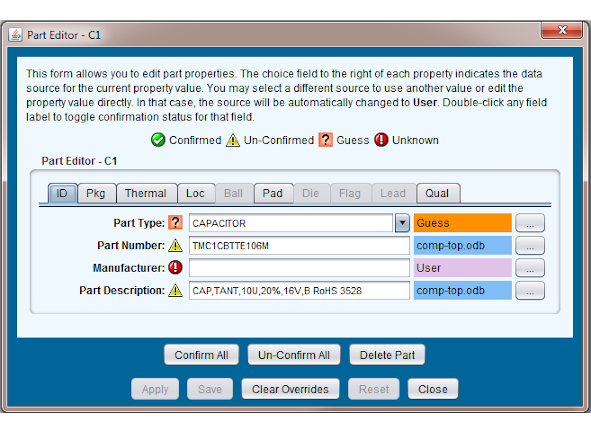 Part Editor - C1
This form allows you to edit part properties. The choice field to the right of each property indicates the data
source for the current property value. You may select a different source to use another value or edit the
property value directly. In that case, the source will be automatically changed to User. Double-click any field
label to toggle confirmation status for that field.
Confirmed Un-Confirmed ? Guess ! Unknown
Part Editor - C1
ID Pkg Thermal Loc Ball Pad Die Flag Lead Qual
Part Type: ? CAPACITOR Guess ...
Part Number: TMC1CBTTE106M comp-top.odb ...
Manufacturer: ! User ...
Part Description: CAP,TANT,10U,20%,16V,B RoHS 3528 comp-top.odb ...
Confirm All Un-Confirm All Delete Part
Apply Save Clear Overrides Reset Close